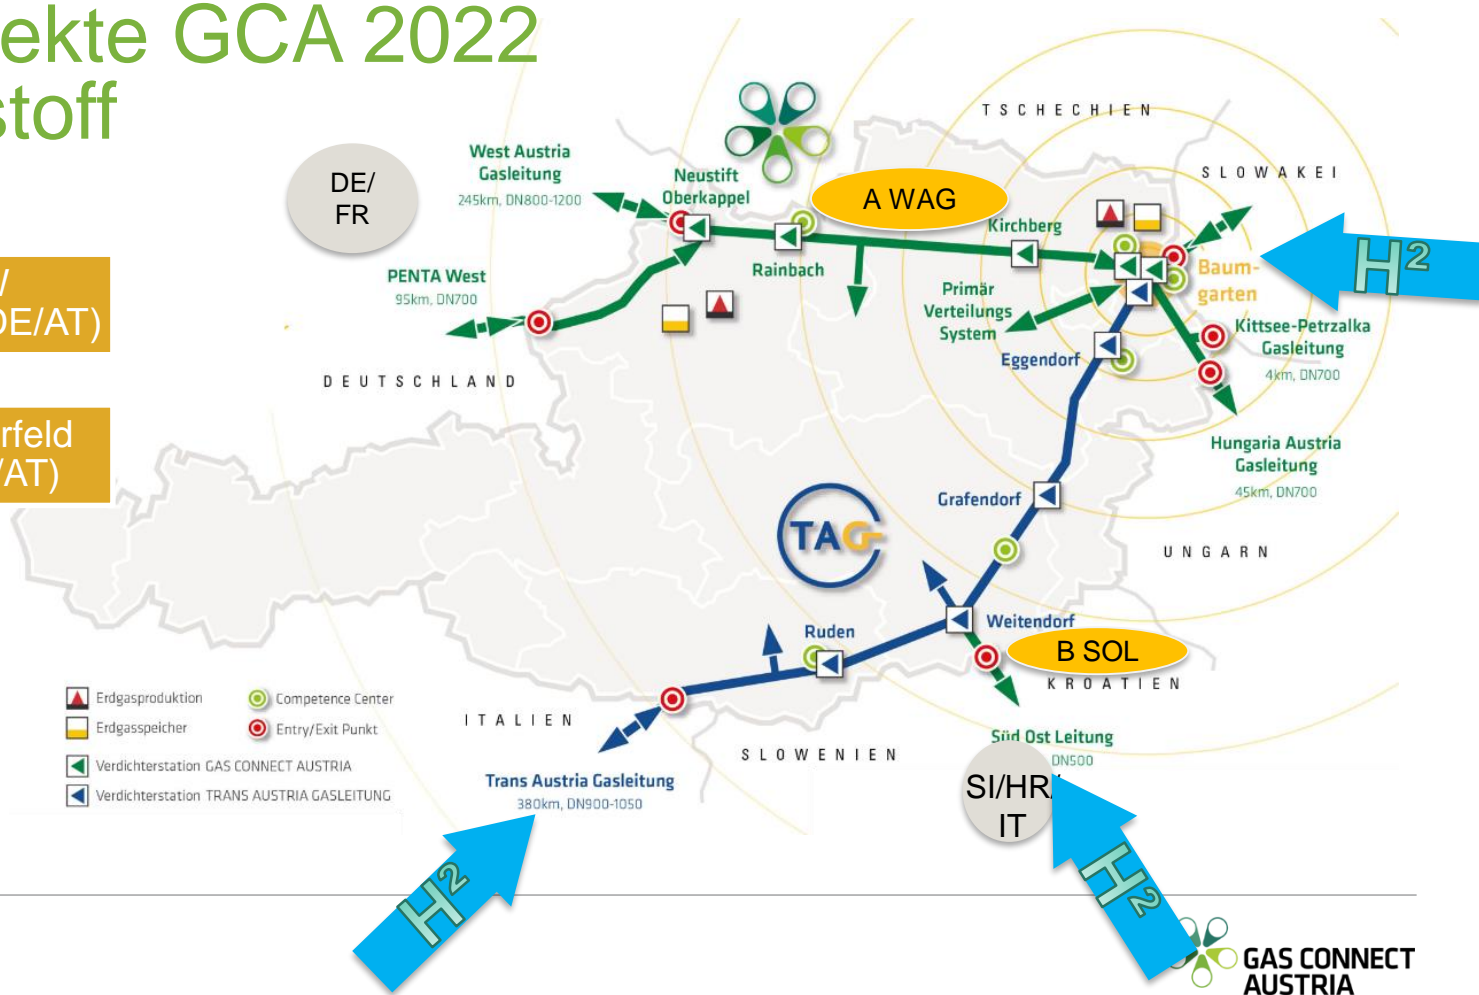 ekte GCA 2022
stoff
TSCHECHIEN
West Austria
Gasleitung
245km, DN800-1200
Neustift
Oberkappel
DE/
FR
A WAG
SLOWAKEI
Kirchberg
H²
Rainbach
Baum-
garten
PENTA West
95km, DN700
/
DE/AT)
Primär
Verteilungs
System
Kittsee-Petrzalka
Gasleitung
4km, DN700
Eggendorf
DEUTSCHLAND
rfeld
/AT)
Hungaria Austria
Gasleitung
45km, DN700
Grafendorf
TAG
UNGARN
Weitendorf
Ruden
B SOL
KROATIEN
Erdgasproduktion
Competence Center
Erdgasspeicher
Entry/Exit Punkt
Verdichterstation GAS CONNECT AUSTRIA
Verdichterstation TRANS AUSTRIA GASLEITUNG
ITALIEN
SLOWENIEN
Süd Ost Leitung
DN500
SI/HR/
IT
Trans Austria Gasleitung
380km, DN900-1050
H²
H²
GAS CONNECT
AUSTRIA